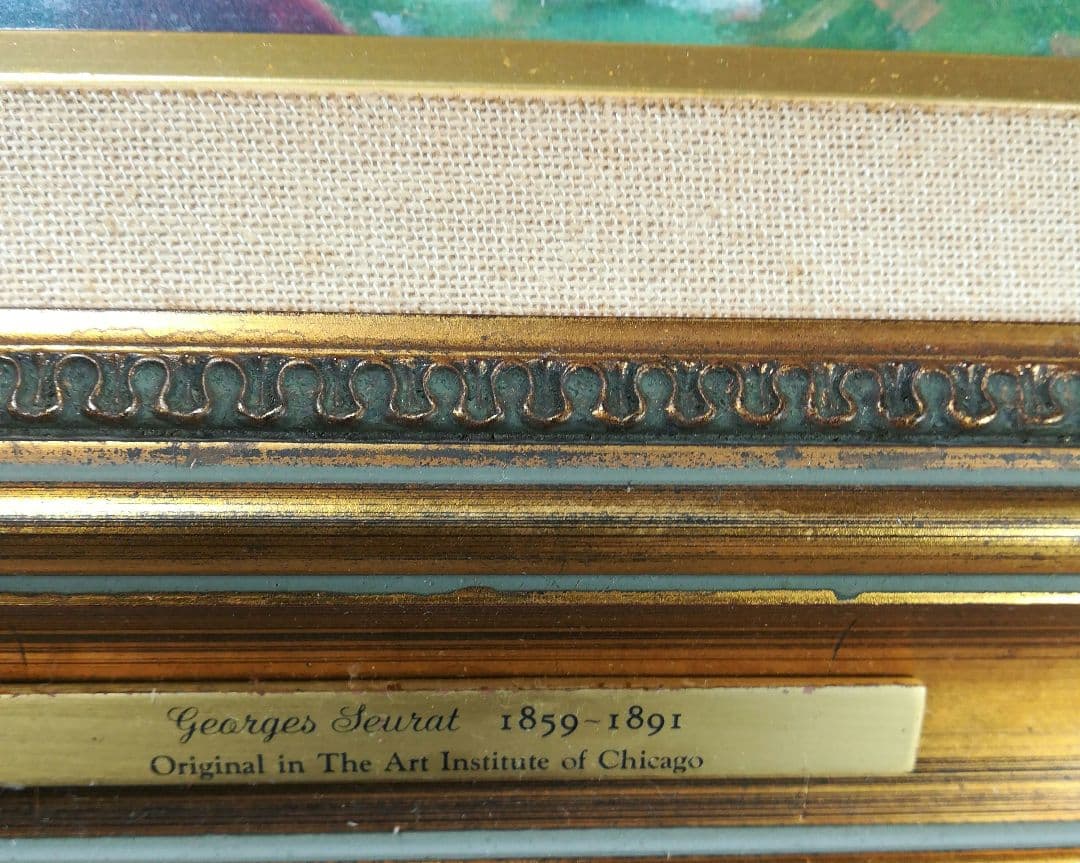 Georges Seurat 1859-1891
Original in The Art Institute of Chicago